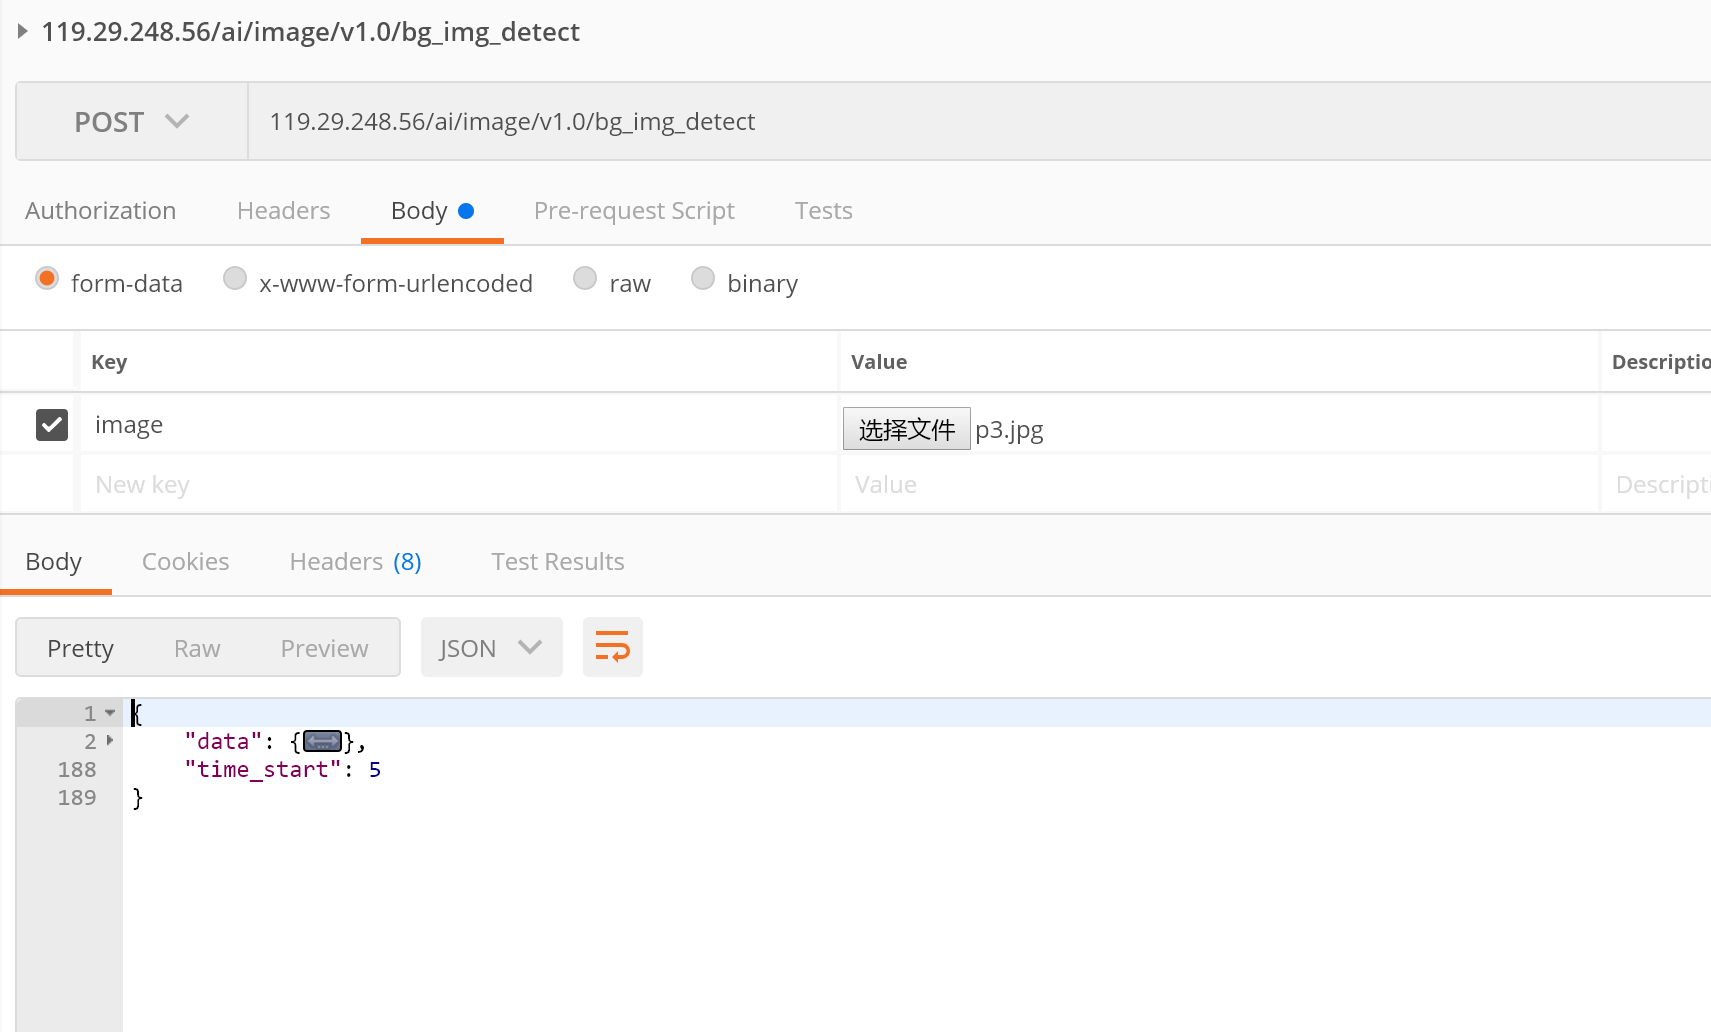 119.29.248.56/ai/image/v1.0/bg_img_detect
POST 119.29.248.56/ai/image/v1.0/bg_img_detect
Authorization Headers Body Pre-request Script Tests
form-data x-www-form-urlencoded raw binary
Key Value Descriptio
image 选择文件 p3.jpg
New key Value Descripti
Body Cookies Headers (8) Test Results
Pretty Raw Preview JSON
1 {
2 "data": {↔},
188 "time_start": 5
189 }